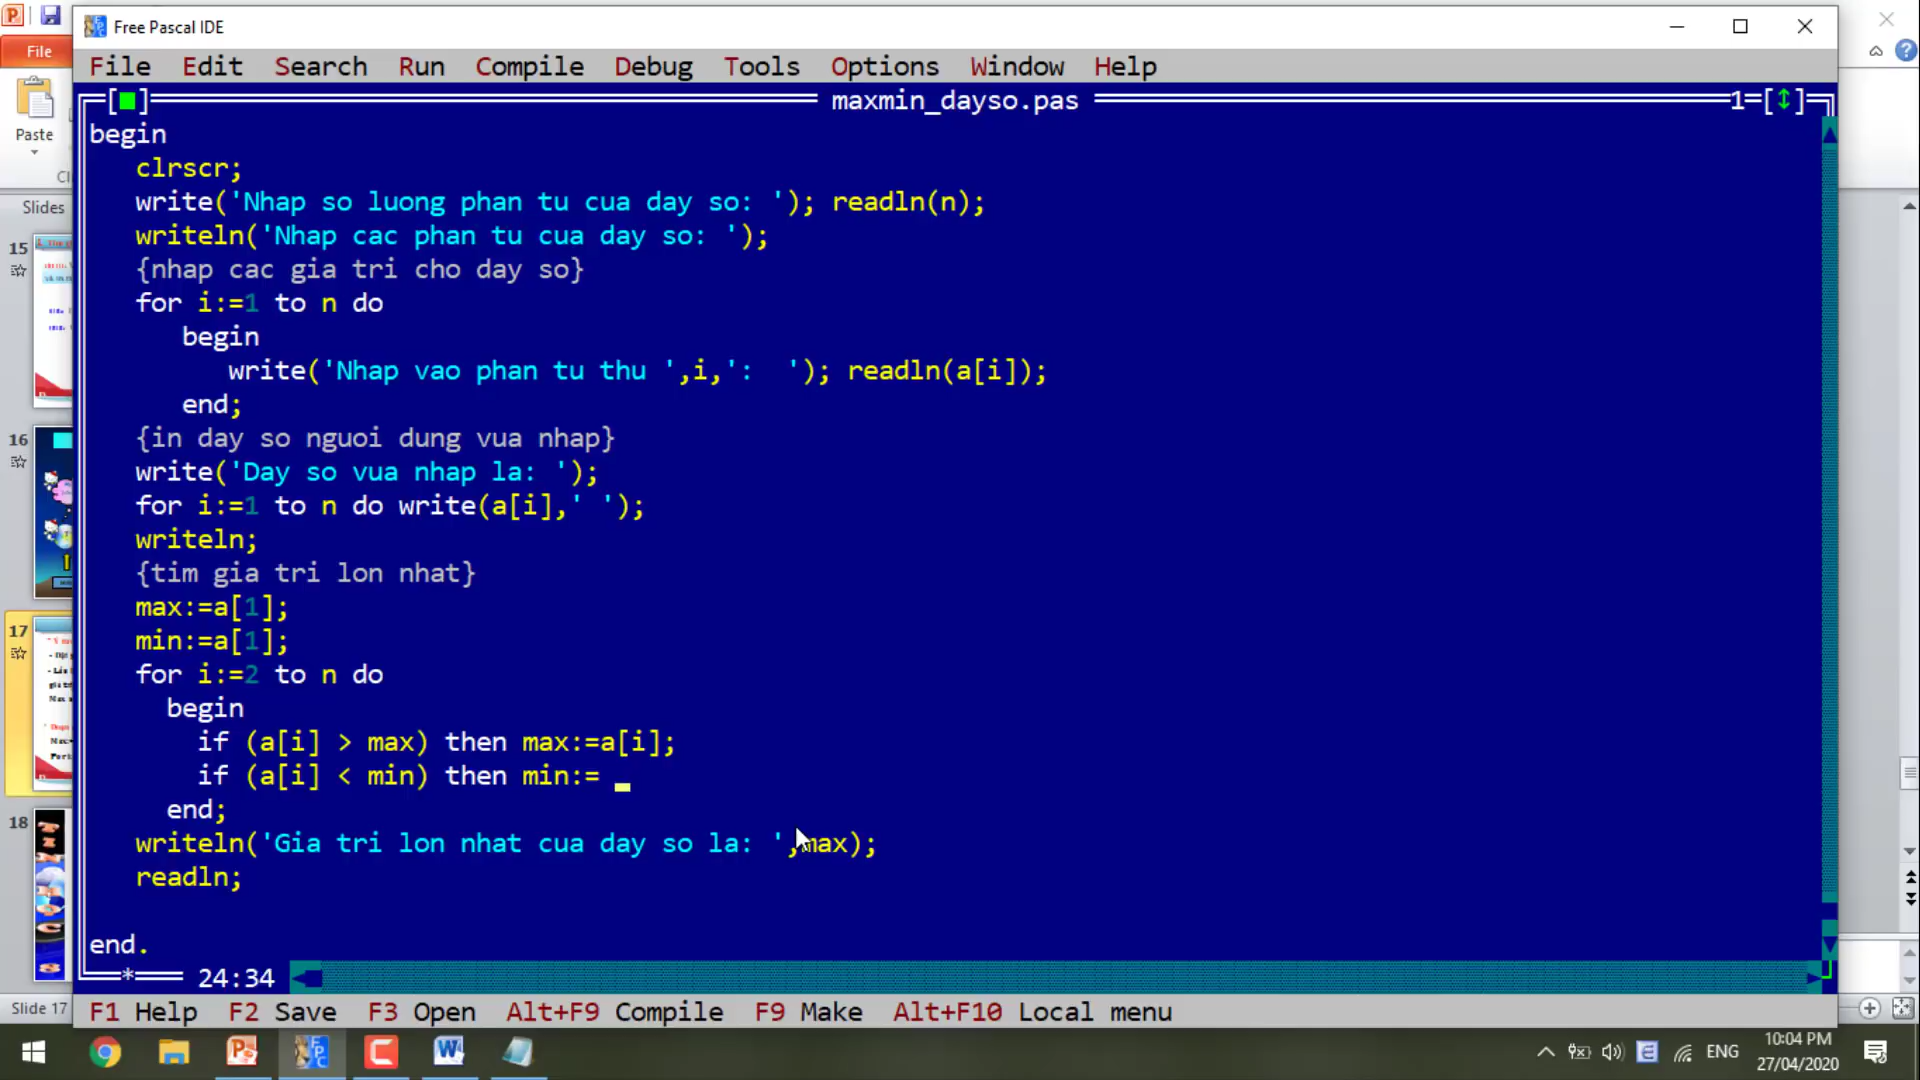 Free Pascal IDE
File
File Edit Search Run Compile Debug Tools Options Window Help
maxmin_dayso.pas
1=[↕]
Paste
Slides
begin
clrscr;
write('Nhap so luong phan tu cua day so: '); readln(n);
writeln('Nhap cac phan tu cua day so: ');
{nhap cac gia tri cho day so}
for i:=1 to n do
begin
write('Nhap vao phan tu thu ',i,':  '); readln(a[i]);
end;
{in day so nguoi dung vua nhap}
write('Day so vua nhap la: ');
for i:=1 to n do write(a[i],' ');
writeln;
{tim gia tri lon nhat}
max:=a[1];
min:=a[1];
for i:=2 to n do
begin
if (a[i] > max) then max:=a[i];
if (a[i] < min) then min:= _
end;
writeln('Gia tri lon nhat cua day so la: ',max);
readln;
end.
15
16
17
18
* 24:34
Slide 17
F1 Help F2 Save F3 Open Alt+F9 Compile F9 Make Alt+F10 Local menu
ENG
10:04 PM
27/04/2020